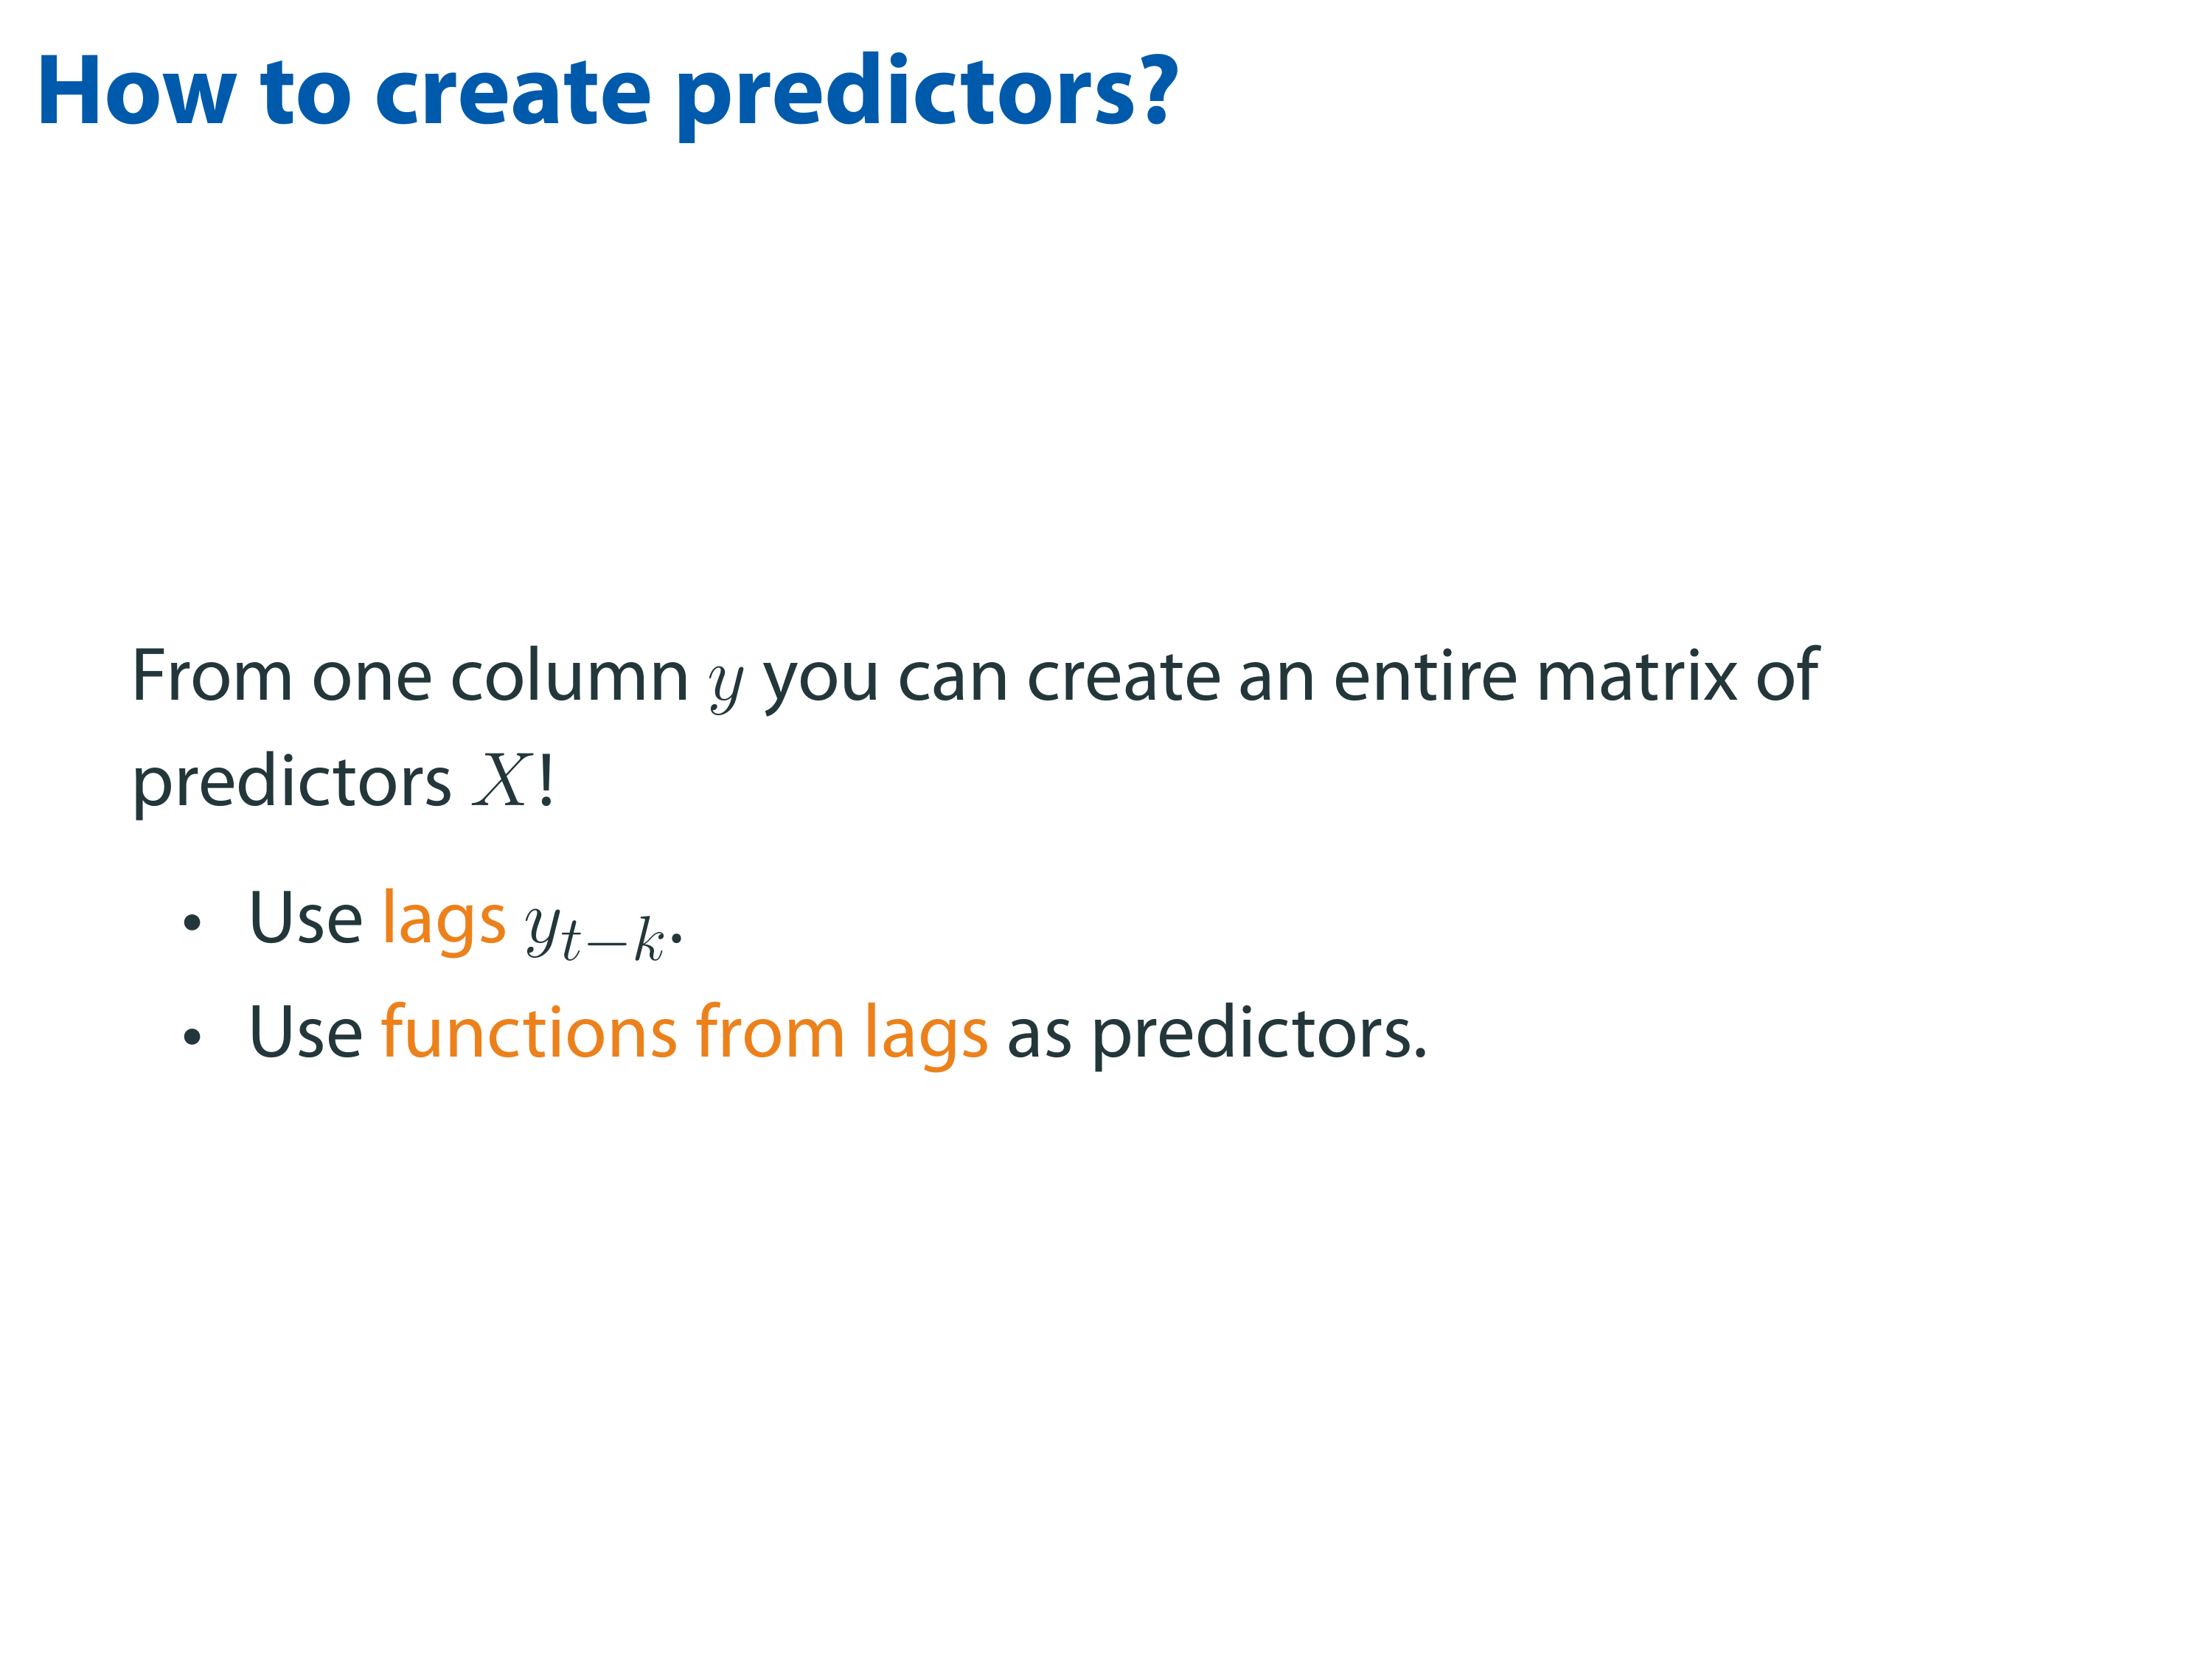 How to create predictors?
From one column y you can create an entire matrix of
predictors X!
• Use lags y_{t−k}.
• Use functions from lags as predictors.